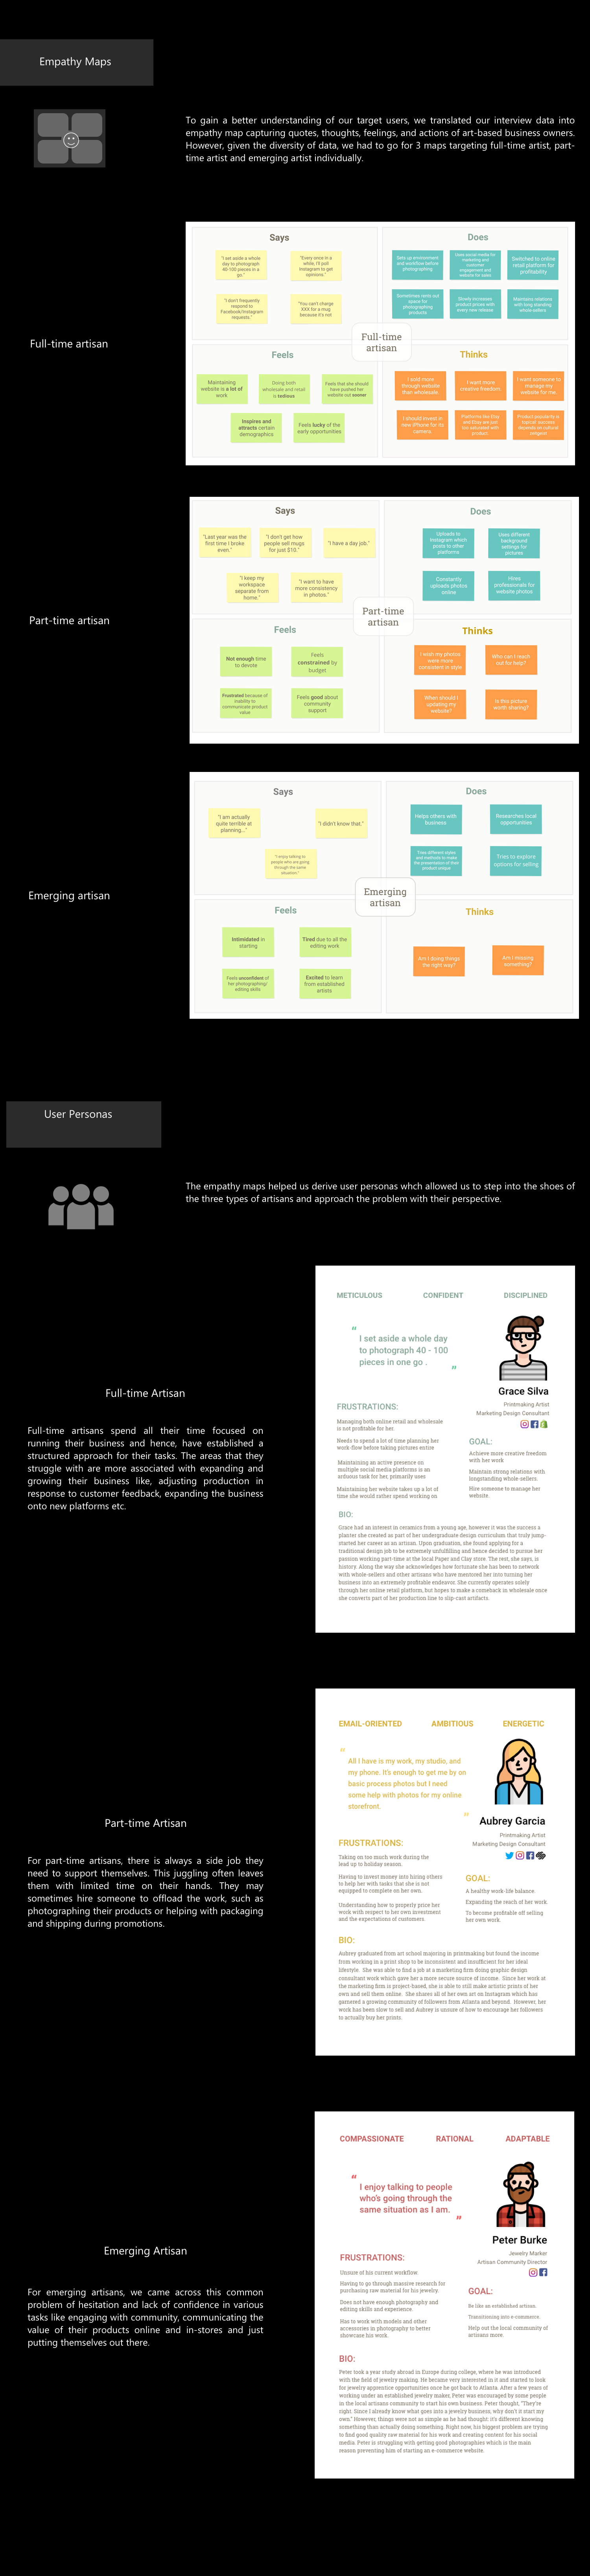 Empathy Maps
To gain a better understanding of our target users, we translated our interview data into
empathy map capturing quotes, thoughts, feelings, and actions of art-based business owners.
However, given the diversity of data, we had to go for 3 maps targeting full-time artist, part-
time artist and emerging artist individually.
Full-time artisan
Says
"I set aside a whole
day to photograph
40-100 pieces in a
go."
"Every once in a
while, I'll poll
Instagram to get
opinions."
"I don't frequently
respond to
Facebook/Instagram
requests."
"You can't charge
XXX for a mug
because it's not
Does
Sets up environment
and workflow before
photographing
Uses social media for
marketing and
customer
engagement and
website for sales
Switched to online
retail platform for
profitability
Sometimes rents out
space for
photographing
products
Slowly increases
product prices with
every new release
Maintains relations
with long-standing
whole-sellers
Full-time
artisan
Feels
Maintaining
website is a lot of
work
Doing both
wholesale and retail
is tedious
Feels that she should
have pushed her
website out sooner
Inspires and
attracts certain
demographics
Feels lucky of the
early opportunities
Thinks
I sold more
through website
than wholesale.
I want more
creative freedom.
I want someone to
manage my
website for me.
I should invest in
new iPhone for its
camera.
Platforms like Etsy
and Ebay are just
too saturated with
product
Product popularity is
topical: success
depends on cultural
zeitgeist
Part-time artisan
Says
"Last year was the
first time I broke
even."
"I don't get how
people sell mugs
for just $10."
"I have a day job."
"I keep my
workspace
separate from
home."
"I want to have
more consistency
in photos."
Does
Uploads to
Instagram which
posts to other
platforms
Uses different
background
settings for
pictures
Constantly
uploads photos
online
Hires
professionals for
website photos
Part-time
artisan
Feels
Not enough time
to devote
Feels
constrained by
budget
Frustrated because of
inability to
communicate product
value
Feels good about
community
support
Thinks
I wish my photos
were more
consistent in style
Who can I reach
out for help?
When should I
updating my
website?
Is this picture
worth sharing?
Emerging artisan
Says
"I am actually
quite terrible at
planning..."
"I didn't know that."
"I enjoy talking to
people who are going
through the same
situation."
Does
Helps others with
business
Researches local
opportunities
Tries different styles
and methods to make
the presentation of their
product unique
Tries to explore
options for selling
Emerging
artisan
Feels
Intimidated in
starting
Tired due to all the
editing work
Feels unconfident of
her photographing/
editing skills
Excited to learn
from established
artists
Thinks
Am I doing things
the right way?
Am I missing
something?
User Personas
The empathy maps helped us derive user personas whch allowed us to step into the shoes of
the three types of artisans and approach the problem with their perspective.
Full-time Artisan
Full-time artisans spend all their time focused on
running their business and hence, have established a
structured approach for their tasks. The areas that they
struggle with are more associated with expanding and
growing their business like, adjusting production in
response to customer feedback, expanding the business
onto new platforms etc.
METICULOUS CONFIDENT DISCIPLINED
“ I set aside a whole day
to photograph 40 - 100
pieces in one go . ”
Grace Silva
Printmaking Artist
Marketing Design Consultant
FRUSTRATIONS:
Managing both online retail and wholesale
is not profitable for her.
Needs to spend a lot of time planning her
work-flow before taking pictures entire
Maintaining an active presence on
multiple social media platforms is an
arduous task for her, primarily uses
Maintaining her website takes up a lot of
time she would rather spend working on
GOAL:
Achieve more creative freedom
with her work
Maintain strong relations with
longstanding whole-sellers.
Hire someone to manage her
website.
BIO:
Grace had an interest in ceramics from a young age, however it was the success a
planter she created as part of her undergraduate design curriculum that truly jump-
started her career as an artisan. Upon graduation, she found applying for a
traditional design job to be extremely unfulfilling and hence decided to pursue her
passion working part-time at the local Paper and Clay store. The rest, she says, is
history. Along the way she acknowledges how fortunate she has been to network
with whole-sellers and other artisans who have mentored her into turning her
business into an extremely profitable endeavor. She currently operates solely
through her online retail platform, but hopes to make a comeback in wholesale once
she converts part of her production line to slip-cast artifacts.
Part-time Artisan
For part-time artisans, there is always a side job they
need to support themselves. This juggling often leaves
them with limited time on their hands. They may
sometimes hire someone to offload the work, such as
photographing their products or helping with packaging
and shipping during promotions.
EMAIL-ORIENTED AMBITIOUS ENERGETIC
“ All I have is my work, my studio, and
my phone. It's enough to get me by on
basic process photos but I need
some help with photos for my online
storefront. “
Aubrey Garcia
Printmaking Artist
Marketing Design Consultant
FRUSTRATIONS:
Taking on too much work during the
lead up to holiday season.
Having to invest money into hiring others
to help her with tasks that she is not
equipped to complete on her own.
Understanding how to properly price her
work with respect to her own investment
and the expectations of customers.
GOAL:
A healthy work-life balance.
Expanding the reach of her work.
To become profitable off selling
her own work.
BIO:
Aubrey graduated from art school majoring in printmaking but found the income
from working in a print shop to be inconsistent and insufficient for her ideal
lifestyle. She was able to find a job at a marketing firm doing graphic design
consultant work which gave her a more secure source of income. Since her work at
the marketing firm is project-based, she is able to still make artistic prints of her
own and sell them online. She shares all of her own art on Instagram which has
garnered a growing community of followers from Atlanta and beyond. However, her
work has been slow to sell and Aubrey is unsure of how to encourage her followers
to actually buy her prints.
Emerging Artisan
For emerging artisans, we came across this common
problem of hesitation and lack of confidence in various
tasks like engaging with community, communicating the
value of their products online and in-stores and just
putting themselves out there.
COMPASSIONATE RATIONAL ADAPTABLE
“ I enjoy talking to people
who's going through the
same situation as I am. ”
Peter Burke
Jewelry Marker
Artisan Community Director
FRUSTRATIONS:
Unsure of his current workflow.
Having to go through massive research for
purchasing raw material for his jewelry.
Does not have enough photography and
editing skills and experience.
Has to work with models and other
accessories in photography to better
showcase his work.
GOAL:
Be like an established artisan.
Transitioning into e-commerce.
Help out the local community of
artisans more.
BIO:
Peter took a year study abroad in Europe during college, where he was introduced
with the field of jewelry making. He became very interested in it and started to look
for jewelry apprentice opportunities once he got back to Atlanta. After a few years of
working under an established jewelry maker, Peter was encouraged by some people
in the local artisans community to start his own business. Peter thought, "They're
right. Since I already know what goes into a jewelry business, why don't it start my
own." However, things were not as simple as he had thought: it's different knowing
something than actually doing something. Right now, his biggest problem are trying
to find good quality raw material for his work and creating content for his social
media. Peter is struggling with getting good photographies which is the main
reason preventing him of starting an e-commerce website.